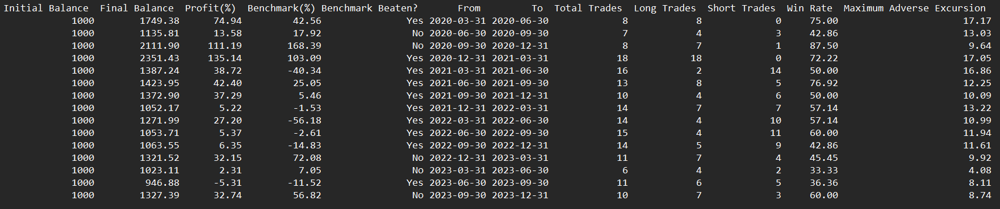 Initial Balance  Final Balance  Profit(%)  Benchmark(%) Benchmark Beaten?       From         To  Total Trades  Long Trades  Short Trades  Win Rate  Maximum Adverse Excursion
1000        1749.38      74.94         42.56               Yes 2020-03-31 2020-06-30             8            8             0     75.00                      17.17
1000        1135.81      13.58         17.92                No 2020-06-30 2020-09-30             7            4             3     42.86                      13.03
1000        2111.90     111.19        168.39                No 2020-09-30 2020-12-31             8            7             1     87.50                       9.64
1000        2351.43     135.14        103.09               Yes 2020-12-31 2021-03-31            18           18             0     72.22                      17.05
1000        1387.24      38.72        -40.34               Yes 2021-03-31 2021-06-30            16            2            14     50.00                      16.86
1000        1423.95      42.40         25.05               Yes 2021-06-30 2021-09-30            13            8             5     76.92                      12.25
1000        1372.90      37.29          5.46               Yes 2021-09-30 2021-12-31            10            4             6     50.00                      10.09
1000        1052.17       5.22         -1.53               Yes 2021-12-31 2022-03-31            14            7             7     57.14                      13.22
1000        1271.99      27.20        -56.18               Yes 2022-03-31 2022-06-30            14            4            10     57.14                      10.99
1000        1053.71       5.37         -2.61               Yes 2022-06-30 2022-09-30            15            4            11     60.00                      11.94
1000        1063.55       6.35        -14.83               Yes 2022-09-30 2022-12-31            14            5             9     42.86                      11.61
1000        1321.52      32.15         72.08                No 2022-12-31 2023-03-31            11            7             4     45.45                       9.92
1000        1023.11       2.31          7.05                No 2023-03-31 2023-06-30             6            4             2     33.33                       4.08
1000         946.88      -5.31        -11.52               Yes 2023-06-30 2023-09-30            11            6             5     36.36                       8.11
1000        1327.39      32.74         56.82                No 2023-09-30 2023-12-31            10            7             3     60.00                       8.74